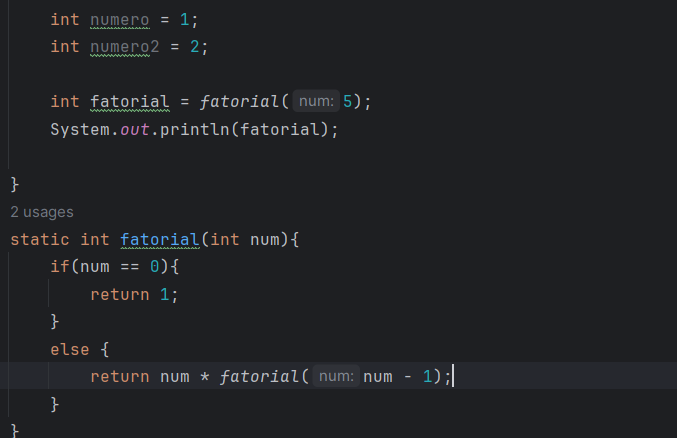 int numero = 1;
int numero2 = 2;
int fatorial = fatorial( num: 5);
System.out.println(fatorial);
}
2 usages
static int fatorial(int num){
if(num == 0){
return 1;
}
else {
return num * fatorial( num: num - 1);
}
}